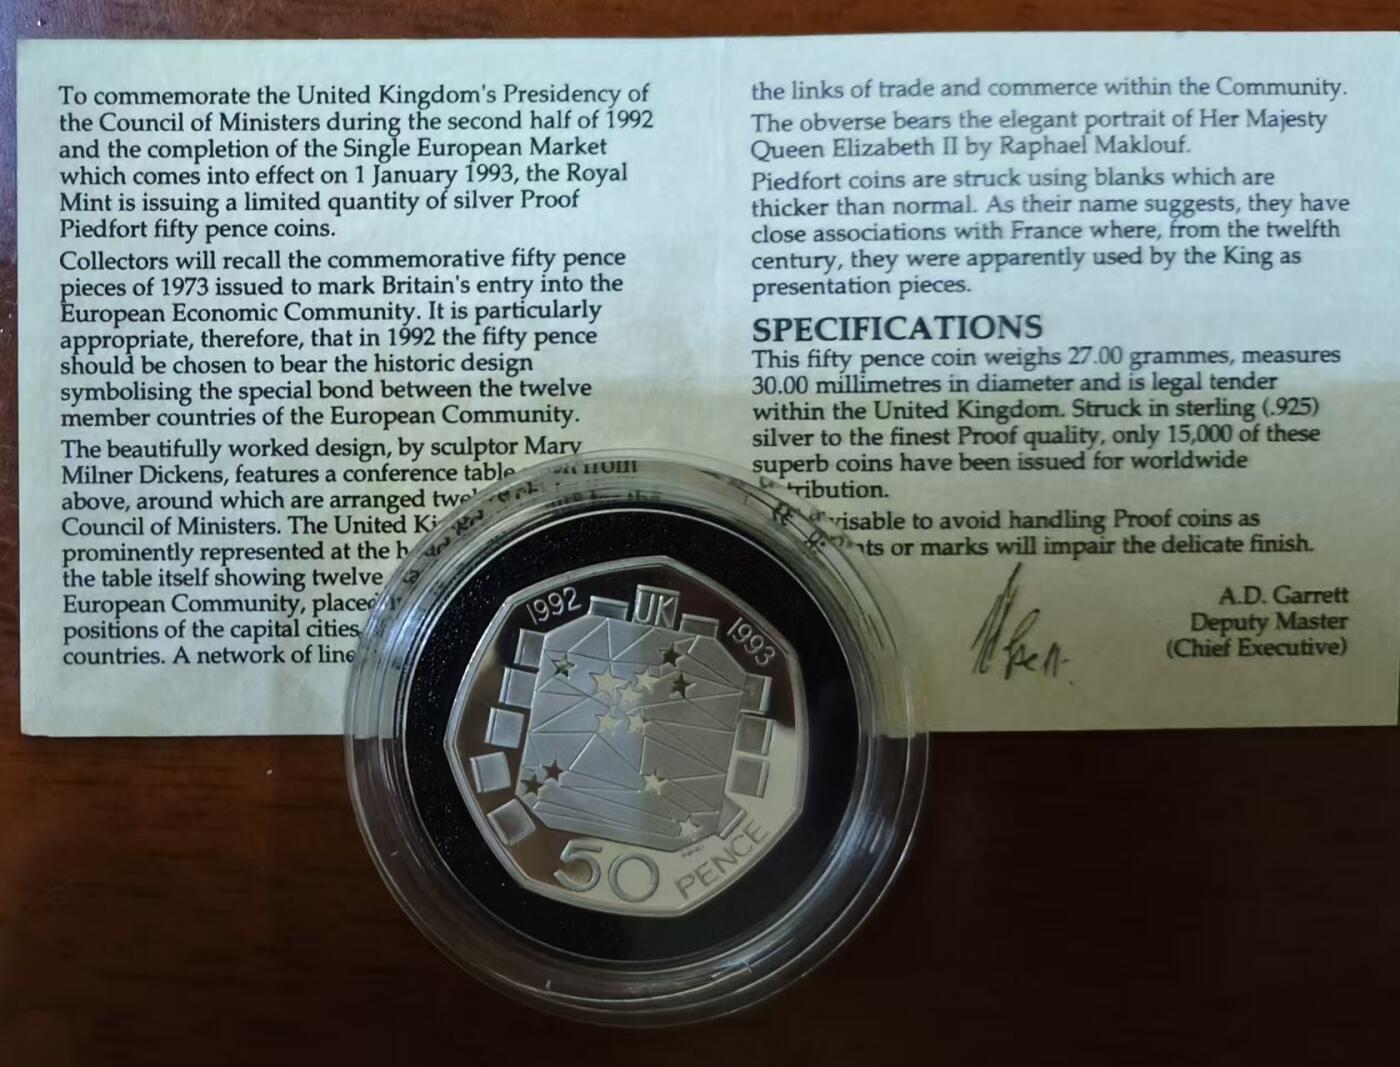 To commemorate the United Kingdom's Presidency of
the Council of Ministers during the second half of 1992
and the completion of the Single European Market
which comes into effect on 1 January 1993, the Royal
Mint is issuing a limited quantity of silver Proof
Piedfort fifty pence coins.
Collectors will recall the commemorative fifty pence
pieces of 1973 issued to mark Britain's entry into the
European Economic Community. It is particularly
appropriate, therefore, that in 1992 the fifty pence
should be chosen to bear the historic design
symbolising the special bond between the twelve
member countries of the European Community.
The beautifully worked design, by sculptor Mary
Milner Dickens, features a conference table
above, around which are arranged
Council of Ministers. The United
prominently represented at the
the table itself showing twelve
European Community,
positions of the capital cities
countries. A network of
the links of trade and commerce within the Community.
The obverse bears the elegant portrait of Her Majesty
Queen Elizabeth II by Raphael Maklouf.
Piedfort coins are struck using blanks which are
thicker than normal. As their name suggests, they have
close associations with France where, from the twelfth
century, they were apparently used by the King as
presentation pieces.
SPECIFICATIONS
This fifty pence coin weighs 27.00 grammes, measures
30.00 millimetres in diameter and is legal tender
within the United Kingdom. Struck in sterling (.925)
silver to the finest Proof quality, only 15,000 of these
superb coins have been issued for worldwide
to avoid handling Proof coins as
or marks will impair the delicate finish.
A.D. Garrett
Deputy Master
(Chief Executive)
1992 UK 1993
50 PENCE